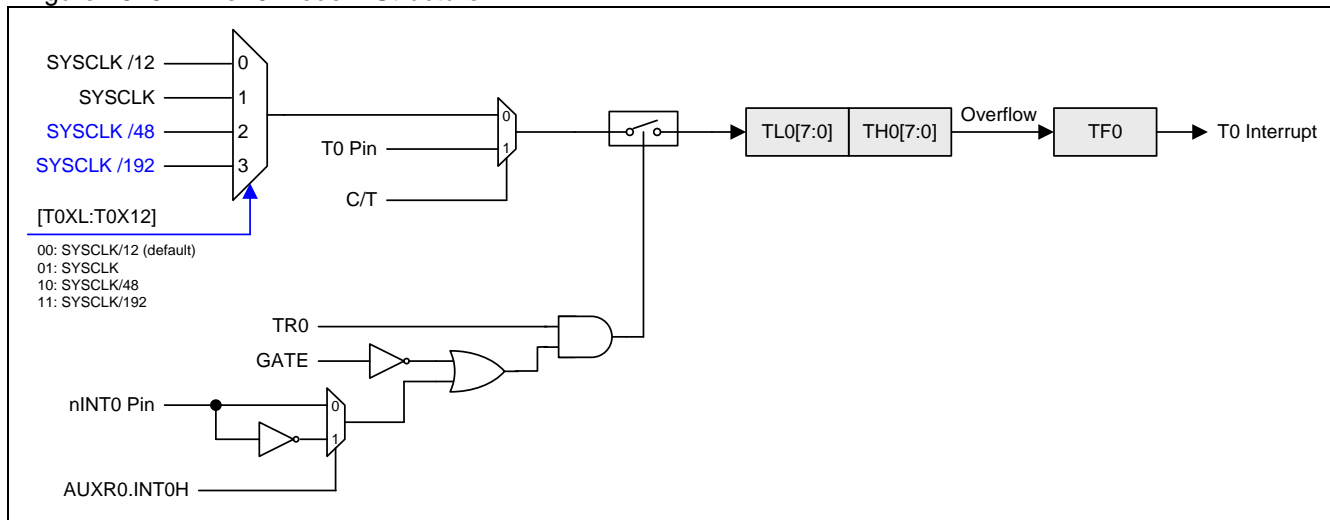 SYSCLK /12
0
SYSCLK
1
SYSCLK /48
2
SYSCLK /192
3
[T0XL:T0X12]
00: SYSCLK/12 (default)
01: SYSCLK
10: SYSCLK/48
11: SYSCLK/192
T0 Pin
0
1
C/T
TL0[7:0]
TH0[7:0]
Overflow
TF0
T0 Interrupt
TR0
GATE
nINT0 Pin
0
1
AUXR0.INT0H